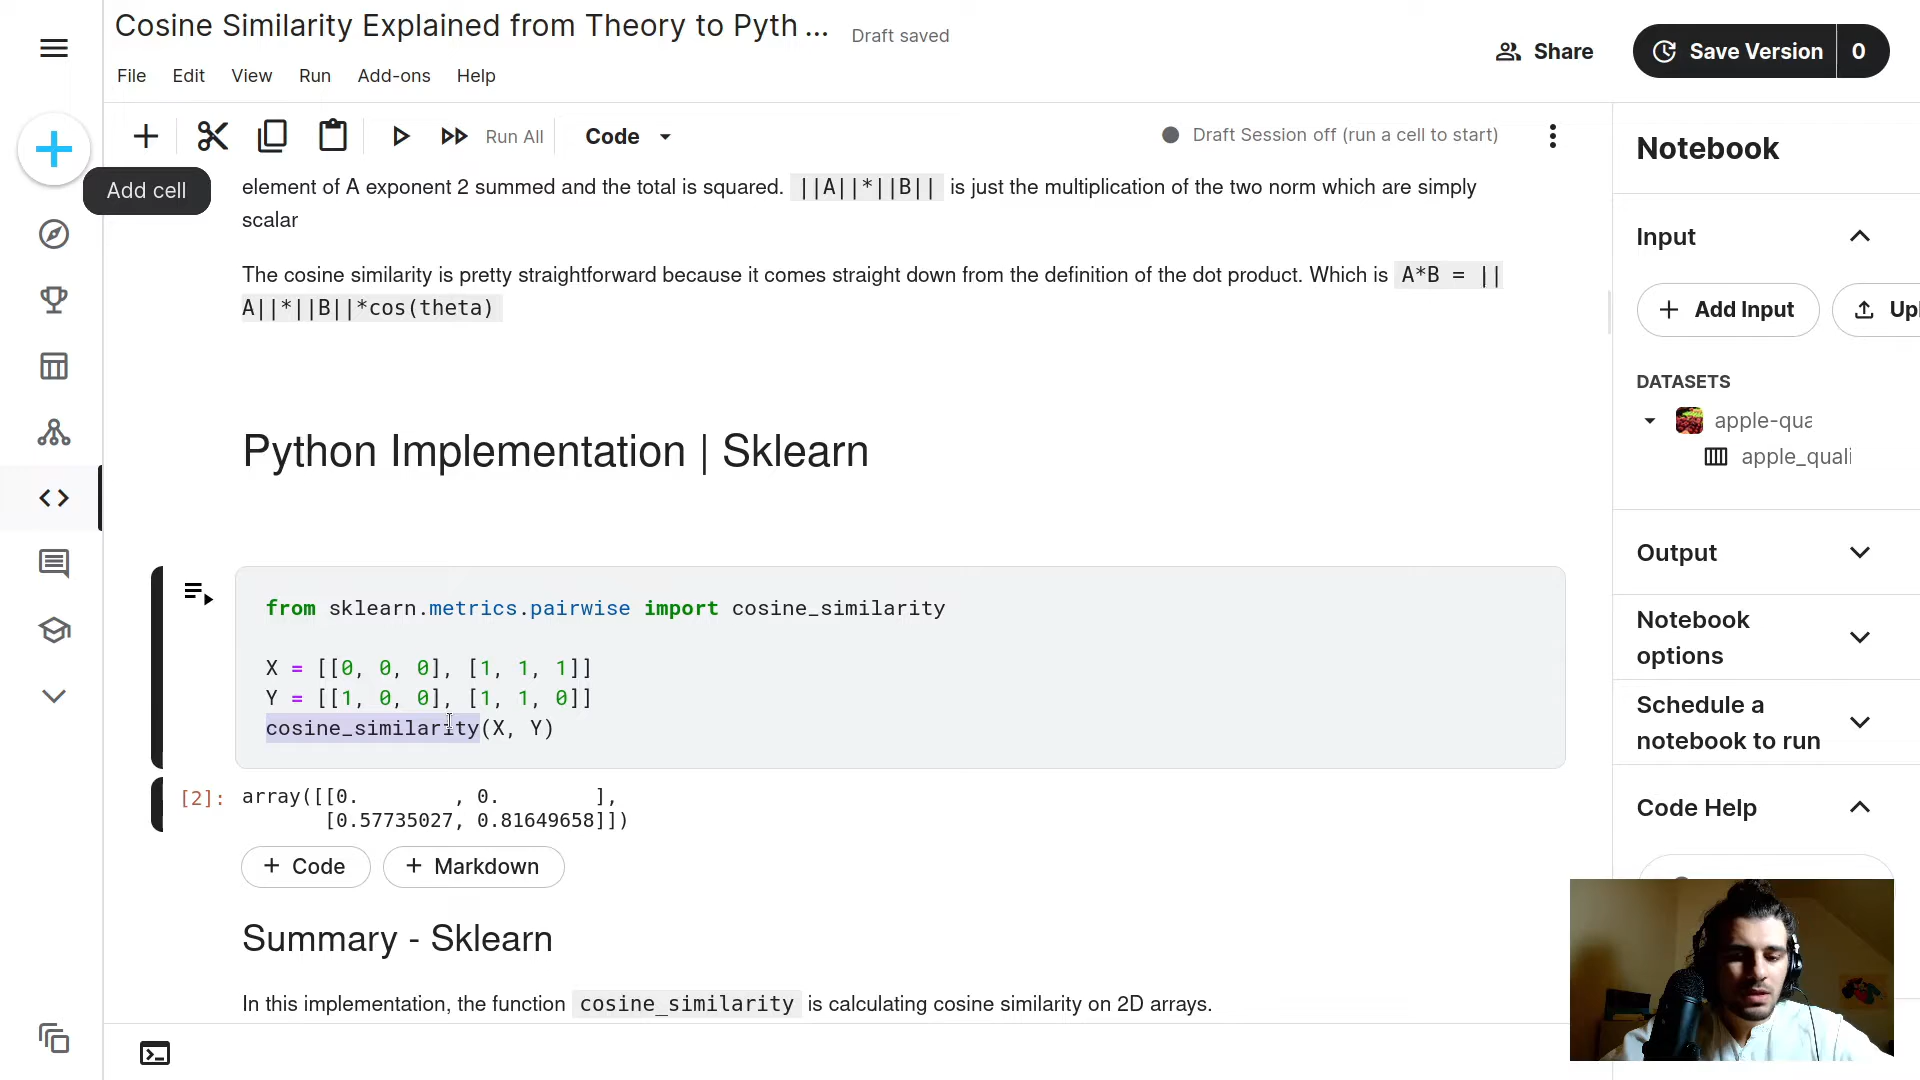 Cosine Similarity Explained from Theory to Pyth ...
Draft saved
File Edit View Run Add-ons Help
Share
Save Version 0
Run All
Code
Draft Session off (run a cell to start)
Add cell
element of A exponent 2 summed and the total is squared. ||A||*||B|| is just the multiplication of the two norm which are simply
scalar
The cosine similarity is pretty straightforward because it comes straight down from the definition of the dot product. Which is A*B = ||
A||*||B||*cos(theta)
Python Implementation | Sklearn
from sklearn.metrics.pairwise import cosine_similarity
X = [[0, 0, 0], [1, 1, 1]]
Y = [[1, 0, 0], [1, 1, 0]]
cosine_similarity(X, Y)
[2]: array([[0.        , 0.        ],
[0.57735027, 0.81649658]])
+ Code + Markdown
Summary - Sklearn
In this implementation, the function cosine_similarity is calculating cosine similarity on 2D arrays.
Notebook
Input
+ Add Input
Upl
DATASETS
apple-qua
apple_quali
Output
Notebook
options
Schedule a
notebook to run
Code Help